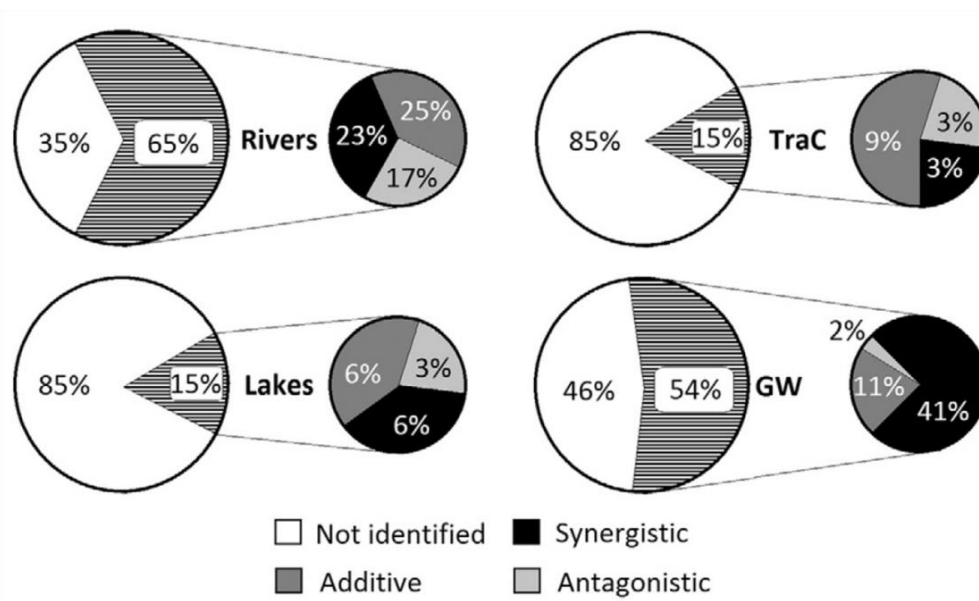 35%
65%
Rivers
23%
25%
17%
85%
15%
TraC
9%
3%
3%
85%
15%
Lakes
6%
3%
6%
46%
54%
GW
2%
11%
41%
Not identified
Synergistic
Additive
Antagonistic